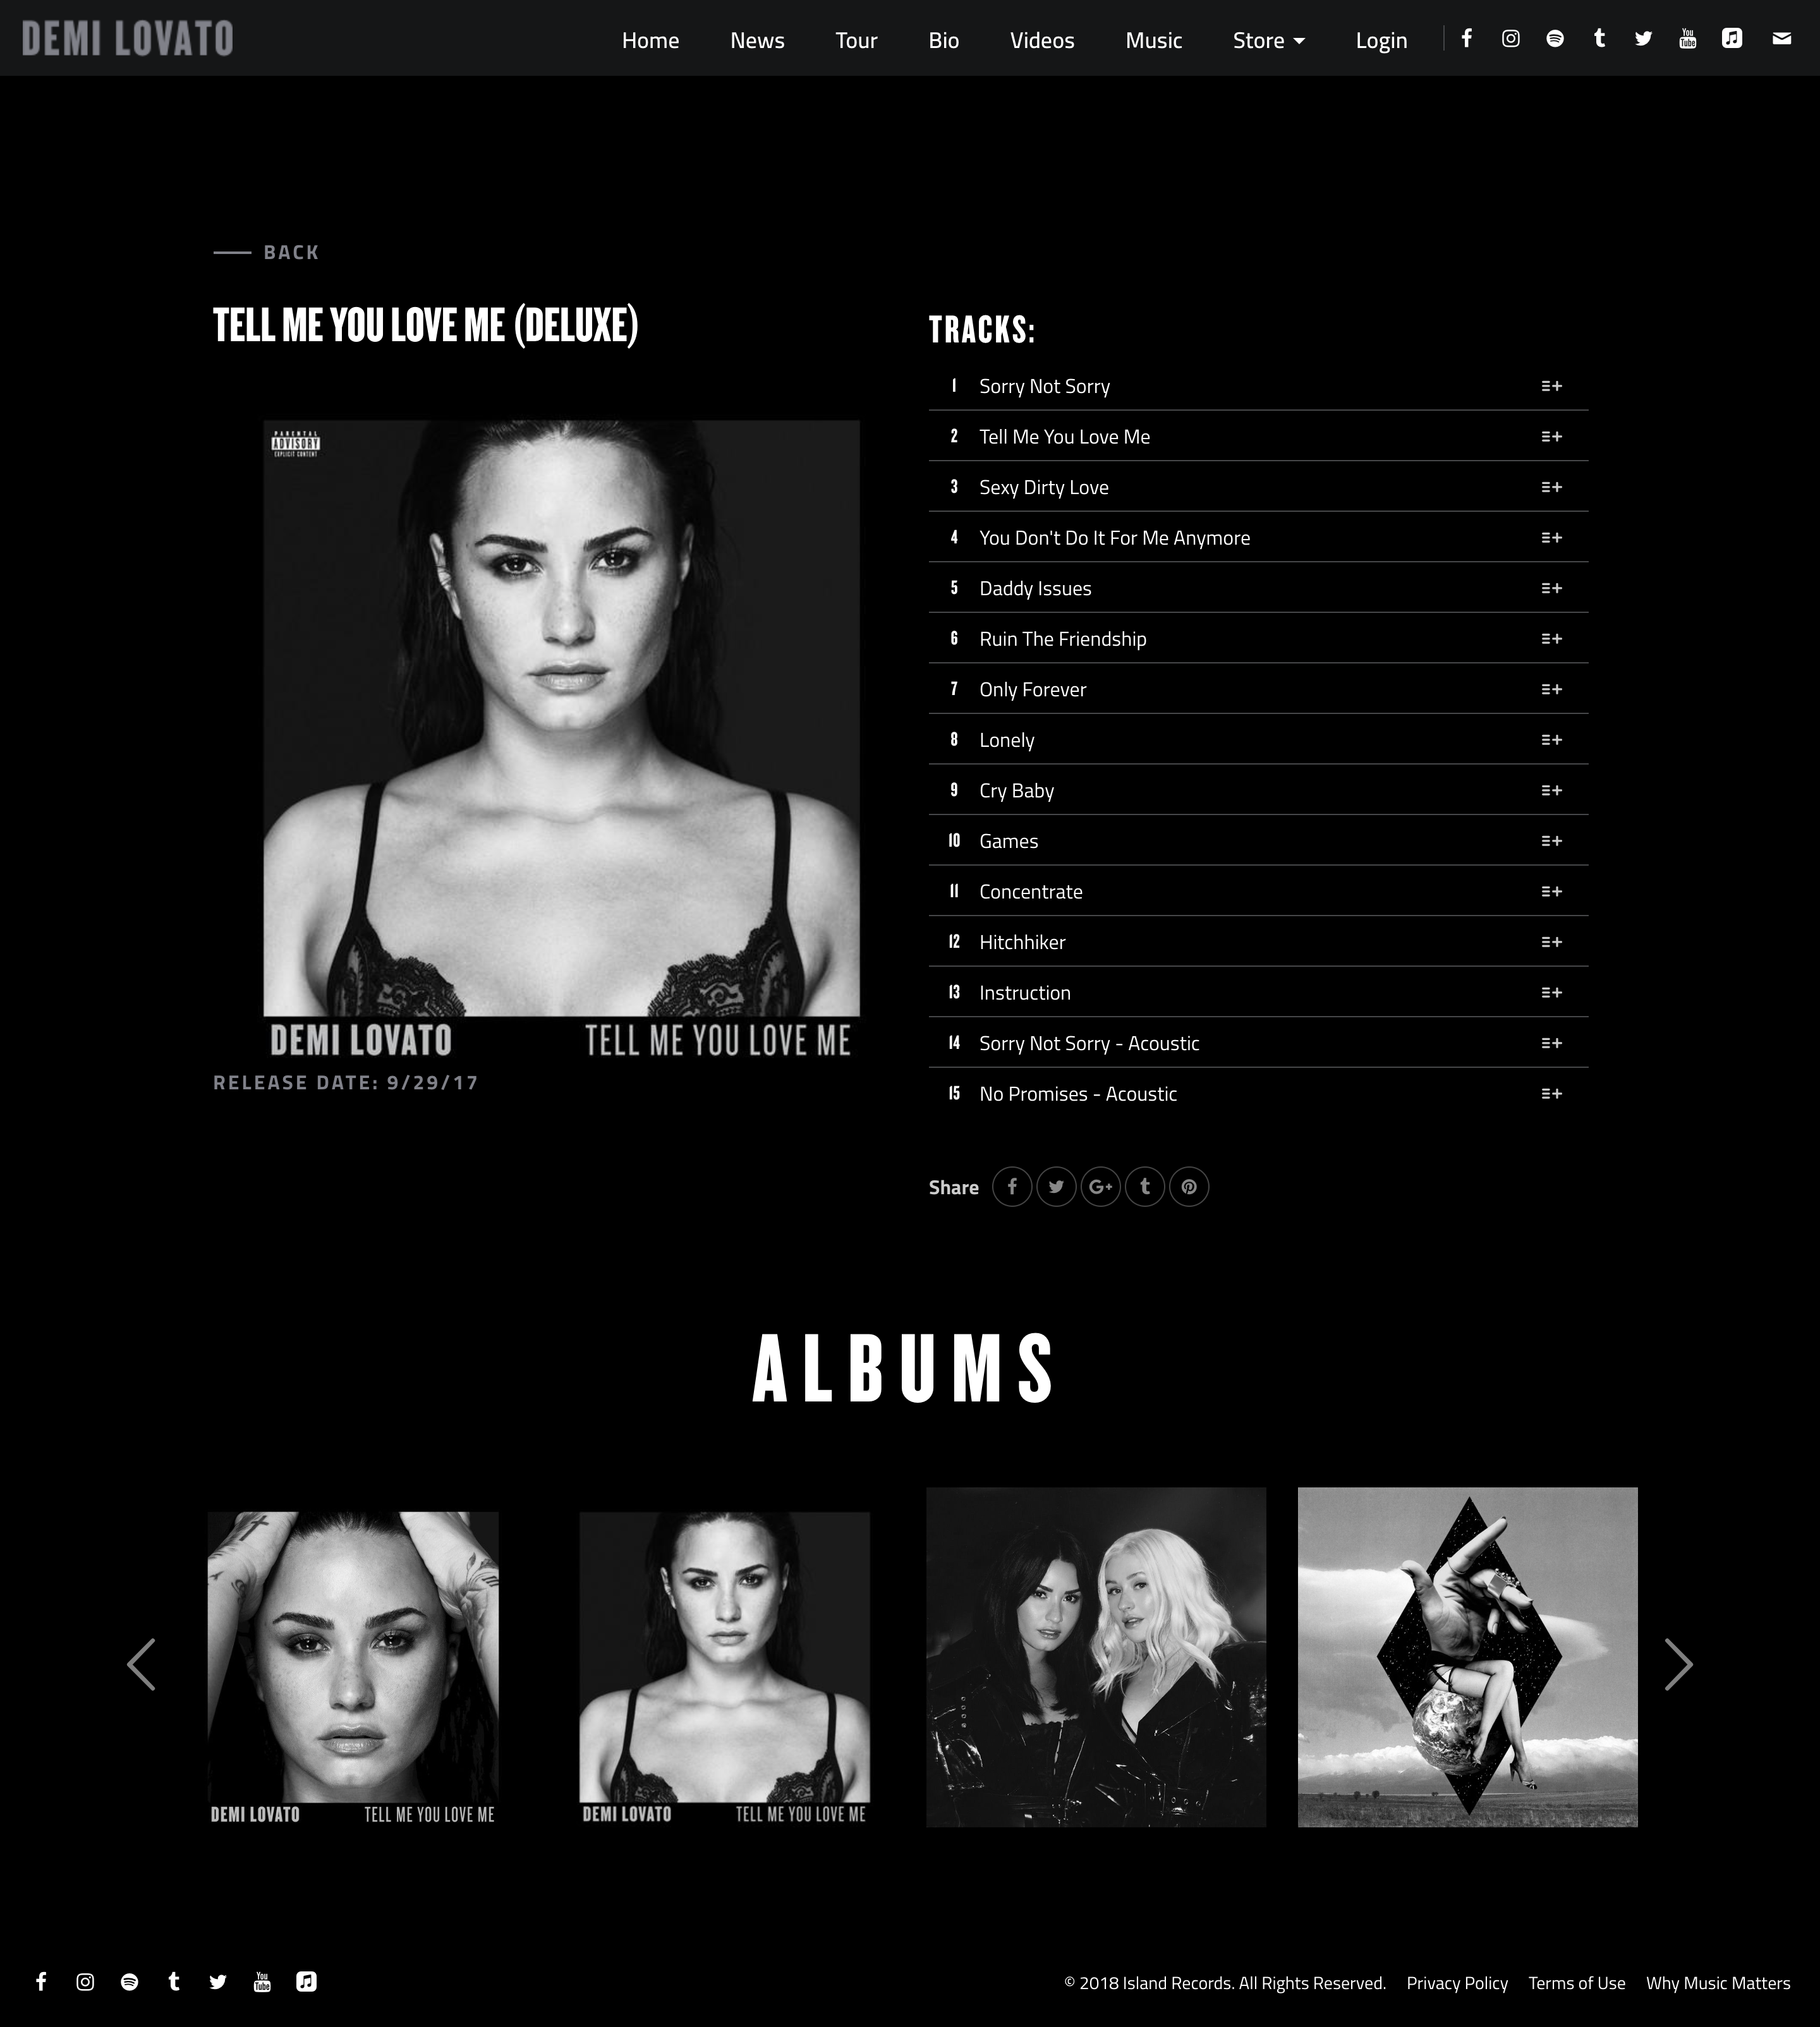 DEMI LOVATO
Home News Tour Bio Videos Music Store Login
You Tube
BACK
TELL ME YOU LOVE ME (DELUXE)
PARENTAL
ADVISORY
EXPLICIT CONTENT
DEMI LOVATO TELL ME YOU LOVE ME
RELEASE DATE: 9/29/17
TRACKS:
1 Sorry Not Sorry
2 Tell Me You Love Me
3 Sexy Dirty Love
4 You Don't Do It For Me Anymore
5 Daddy Issues
6 Ruin The Friendship
7 Only Forever
8 Lonely
9 Cry Baby
10 Games
11 Concentrate
12 Hitchhiker
13 Instruction
14 Sorry Not Sorry - Acoustic
15 No Promises - Acoustic
Share
G+
ALBUMS
DEMI LOVATO TELL ME YOU LOVE ME
DEMI LOVATO TELL ME YOU LOVE ME
You Tube
© 2018 Island Records. All Rights Reserved. Privacy Policy Terms of Use Why Music Matters